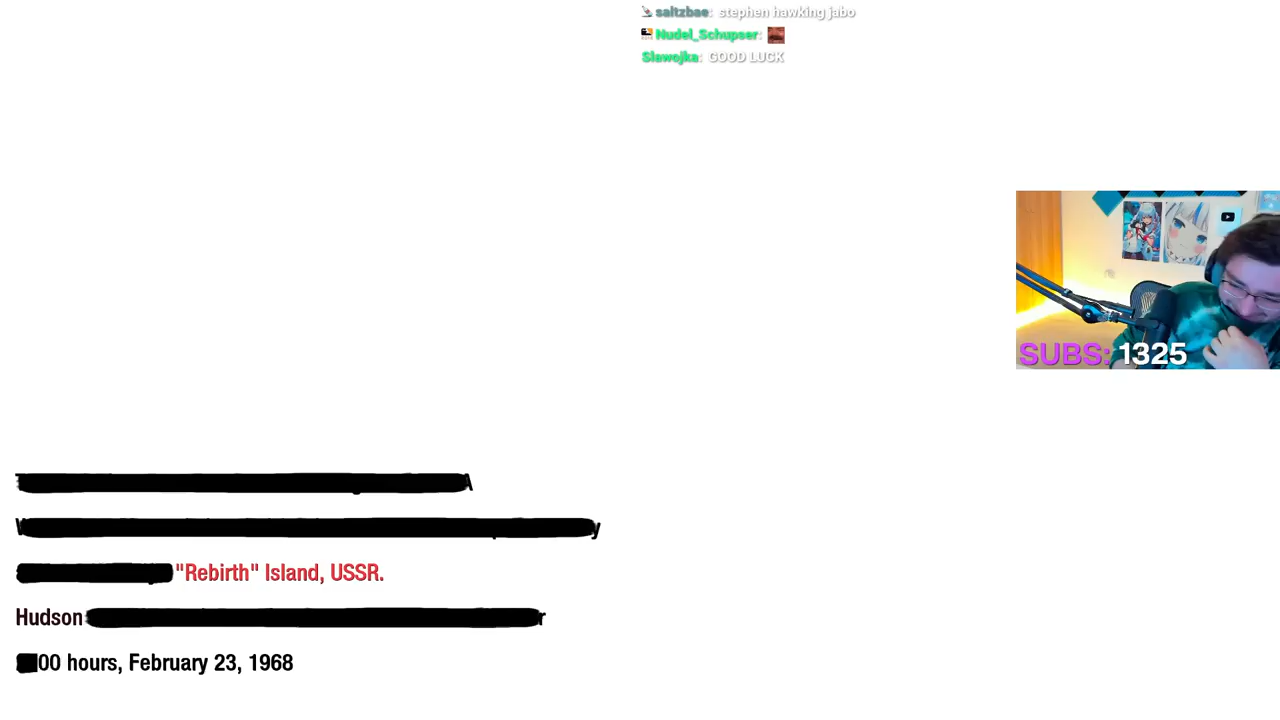 saltzbae: stephen hawking jabo
Nudel_Schupser:
Slawojka: GOOD LUCK
SUBS: 1325
"Rebirth" Island, USSR.
Hudson
00 hours, February 23, 1968